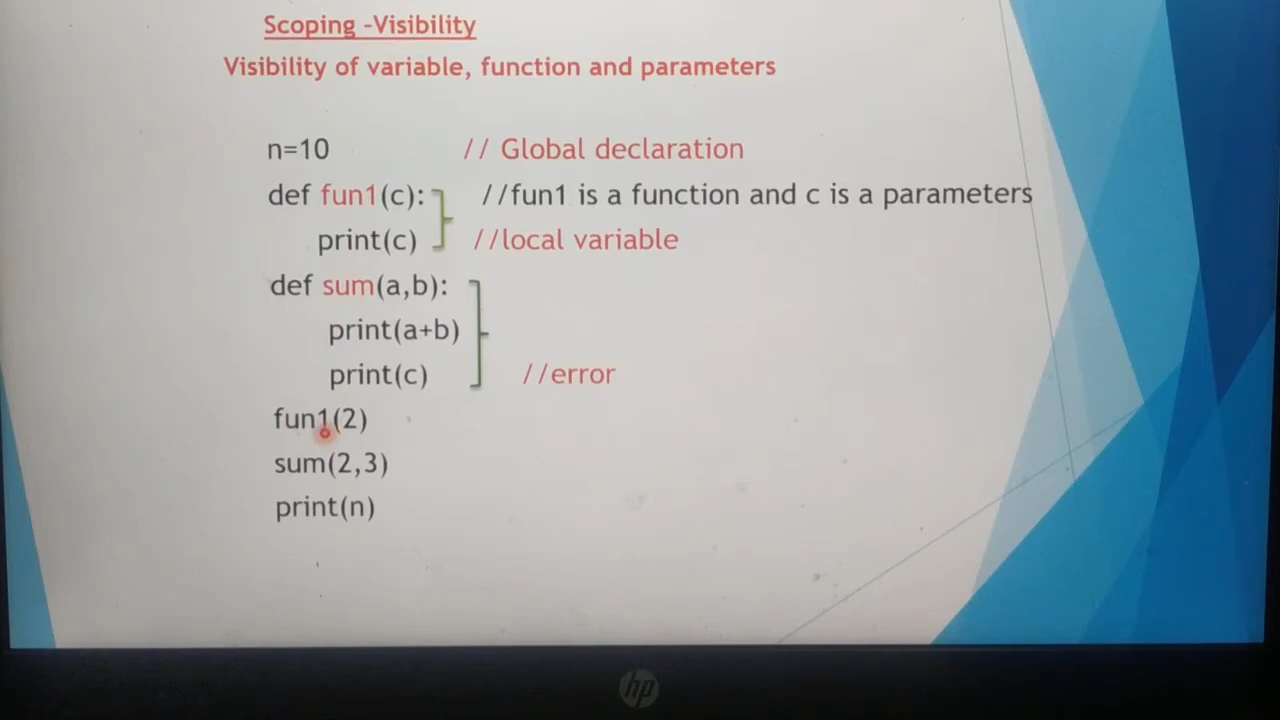 Scoping -Visibility
Visibility of variable, function and parameters
n=10 // Global declaration
def fun1(c): //fun1 is a function and c is a parameters
print(c) //local variable
def sum(a,b):
print(a+b)
print(c) //error
fun1(2)
sum(2,3)
print(n)
hp